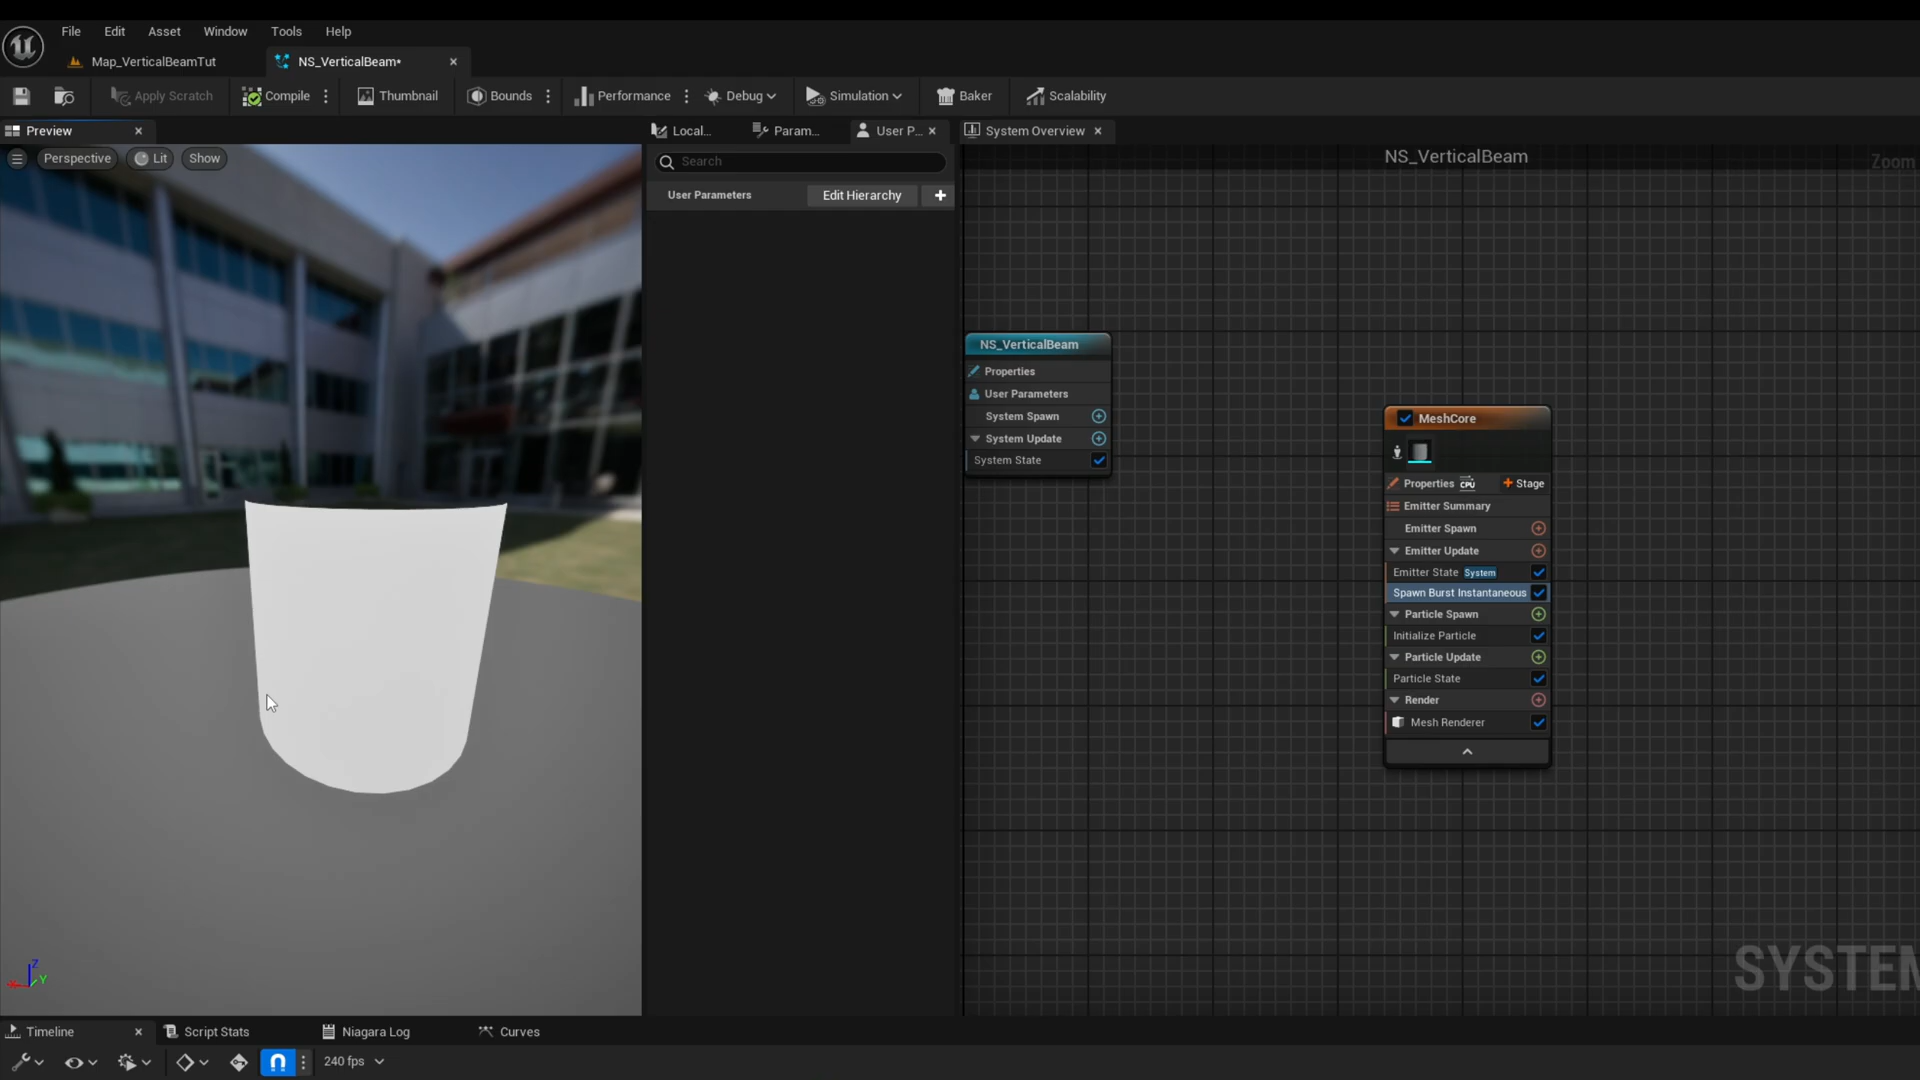 File Edit Asset Window Tools Help
Map_VerticalBeamTut NS_VerticalBeam*
Apply Scratch Compile Thumbnail Bounds Performance Debug Simulation Baker Scalability
Preview Local... Param... User P... System Overview
Perspective Lit Show
Search
User Parameters Edit Hierarchy
NS_VerticalBeam
Zoom
NS_VerticalBeam
Properties
User Parameters
System Spawn
System Update
System State
MeshCore
Properties CPU Stage
Emitter Summary
Emitter Spawn
Emitter Update
Emitter State System
Spawn Burst Instantaneous
Particle Spawn
Initialize Particle
Particle Update
Particle State
Render
Mesh Renderer
SYSTEM
Z
X Y
Timeline Script Stats Niagara Log Curves
240 fps